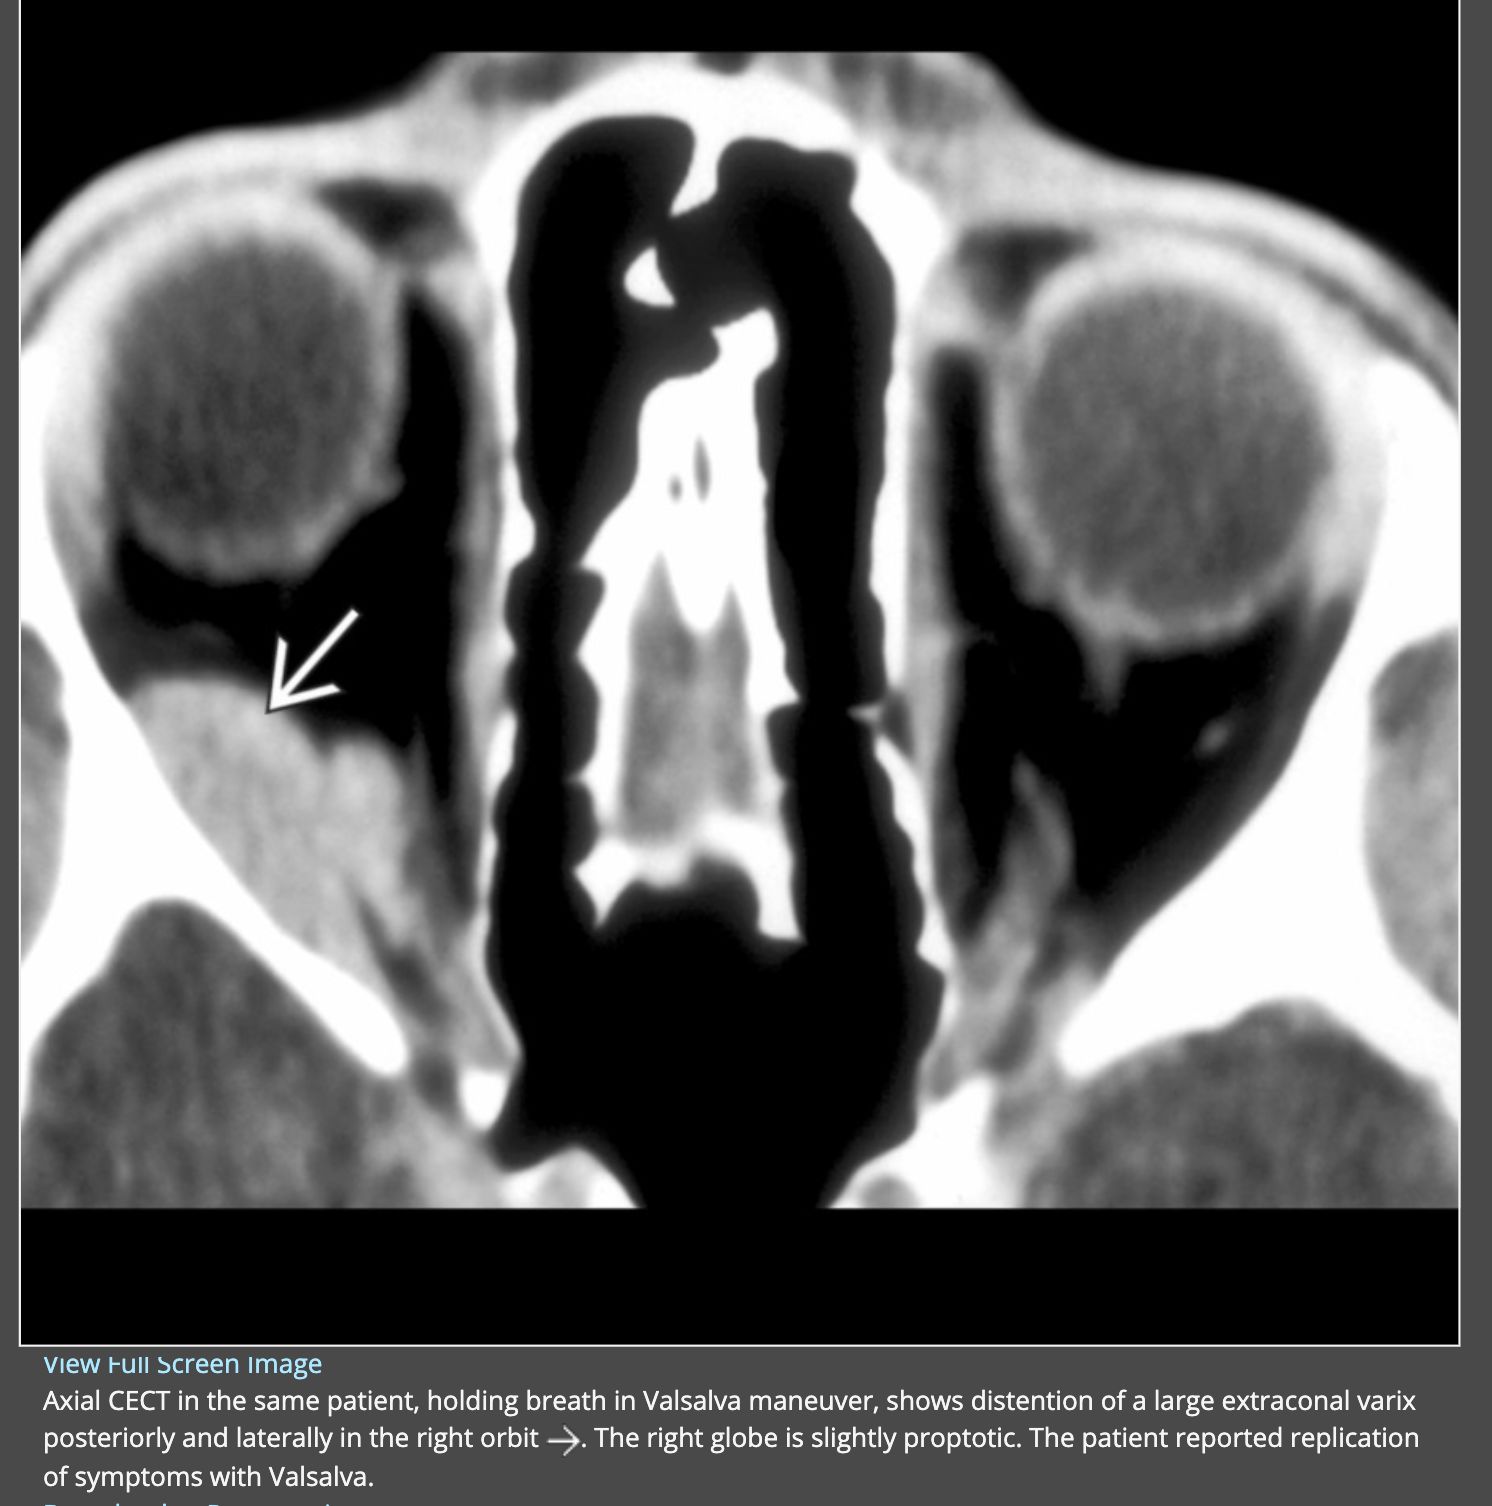 View Full Screen Image
Axial CECT in the same patient, holding breath in Valsalva maneuver, shows distention of a large extraconal varix
posteriorly and laterally in the right orbit →. The right globe is slightly proptotic. The patient reported replication
of symptoms with Valsalva.